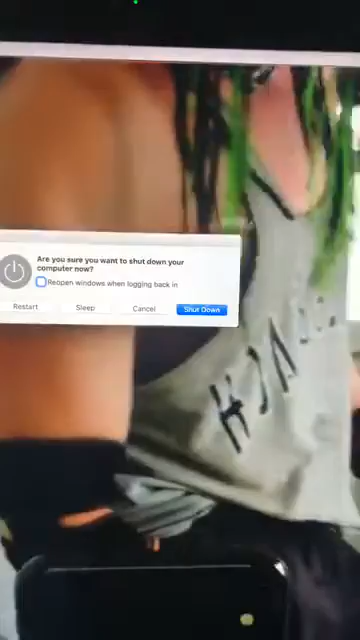 Are you sure you want to shut down your
computer now?
Reopen windows when logging back in
Restart
Sleep
Cancel
Shut Down